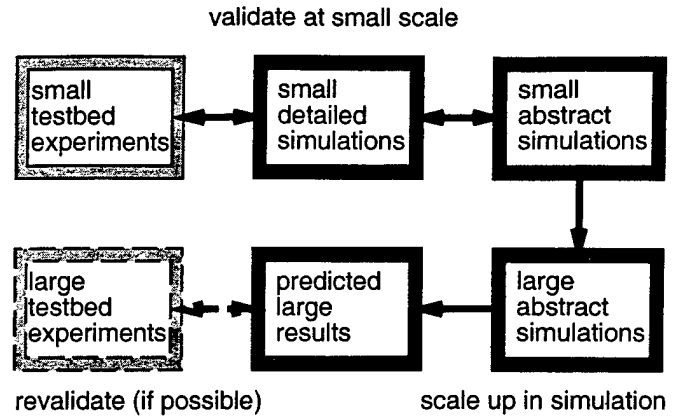 validate at small scale
small
testbed
experiments
small
detailed
simulations
small
abstract
simulations
large
testbed
experiments
predicted
large
results
large
abstract
simulations
revalidate (if possible)
scale up in simulation